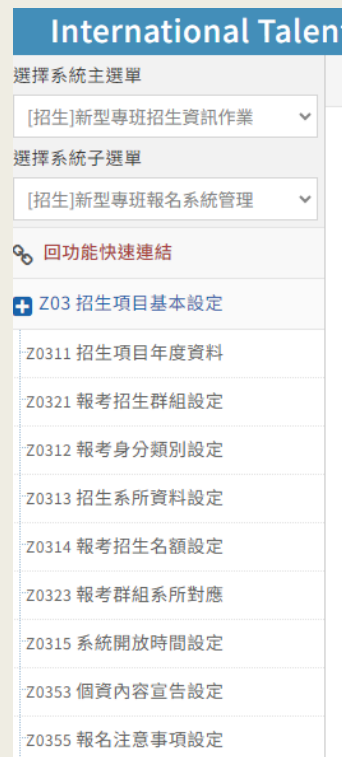 International Talent
選擇系統主選單
[招生]新型專班招生資訊作業
選擇系統子選單
[招生]新型專班報名系統管理
回功能快速連結
Z03 招生項目基本設定
Z0311 招生項目年度資料
Z0321 報考招生群組設定
Z0312 報考身分類別設定
Z0313 招生系所資料設定
Z0314 報考招生名額設定
Z0323 報考群組系所對應
Z0315 系統開放時間設定
Z0353 個資內容宣告設定
Z0355 報名注意事項設定